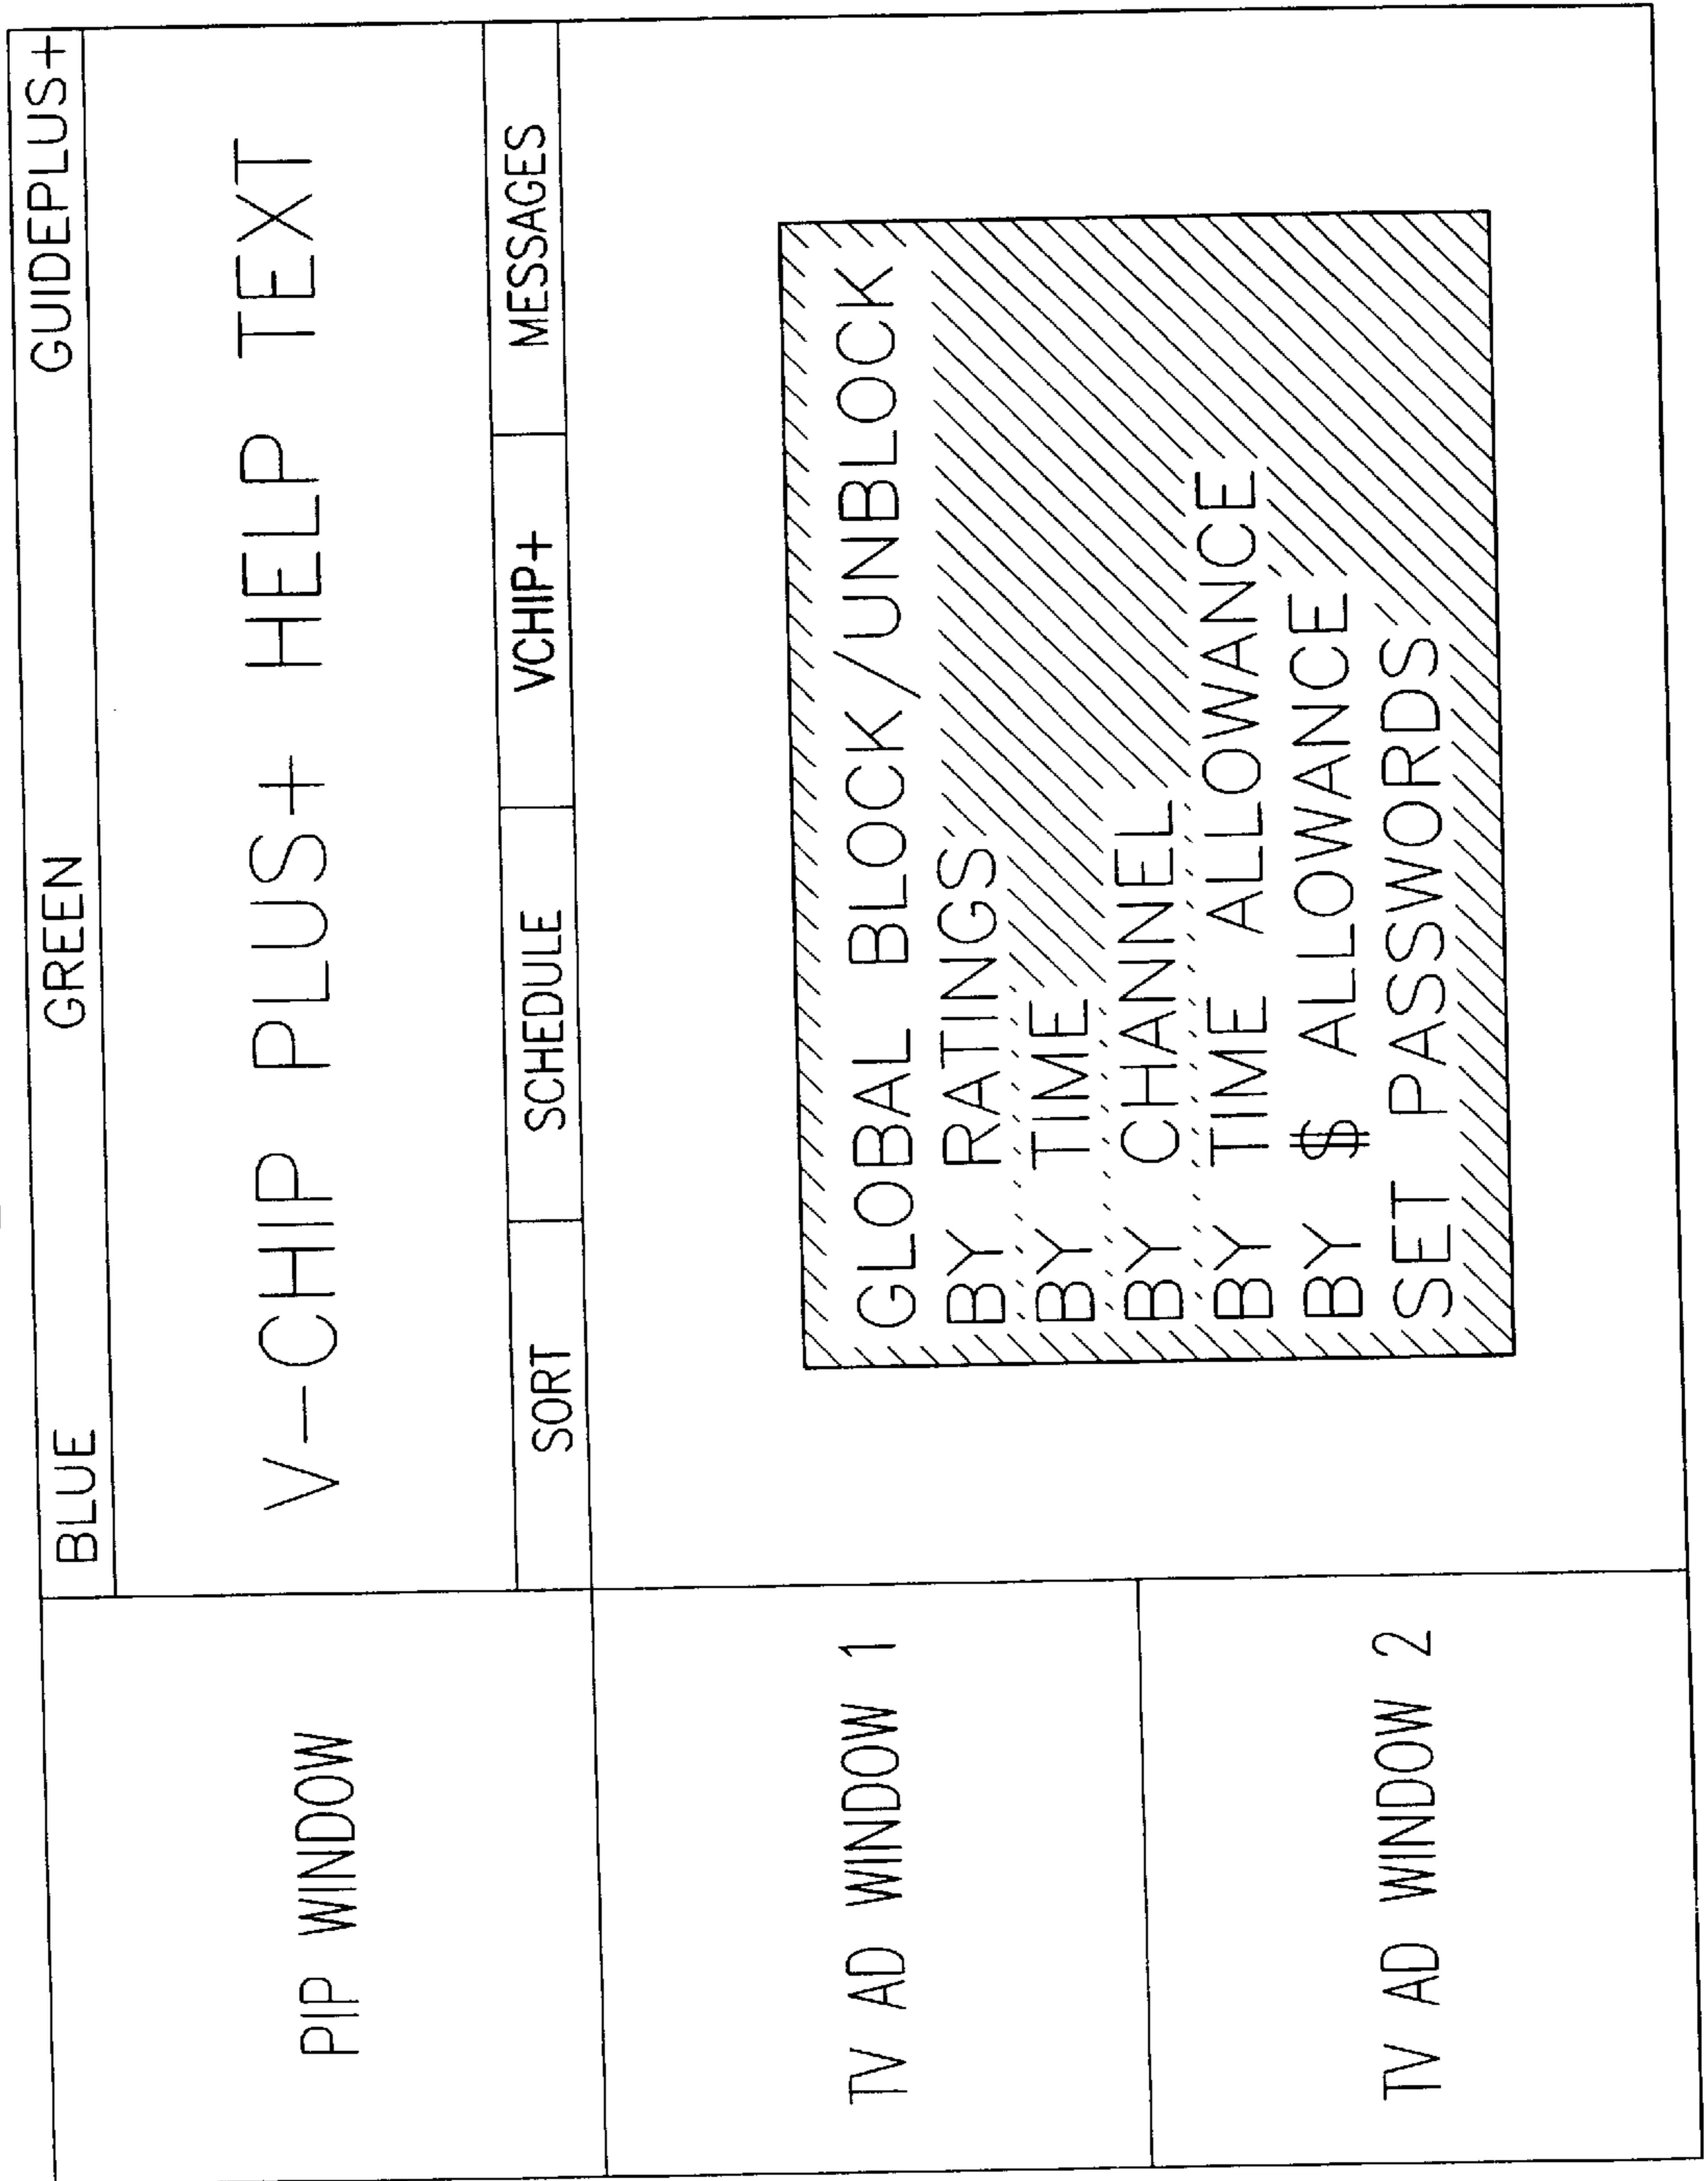 BLUE GREEN GUIDEPLUS+
PIP WINDOW
V-CHIP PLUS+ HELP TEXT
SORT SCHEDULE VCHIP+ MESSAGES
TV AD WINDOW 1
TV AD WINDOW 2
GLOBAL BLOCK/UNBLOCK
BY RATINGS
BY TIME
BY CHANNEL
BY TIME ALLOWANCE
BY $ ALLOWANCE
SET PASSWORDS